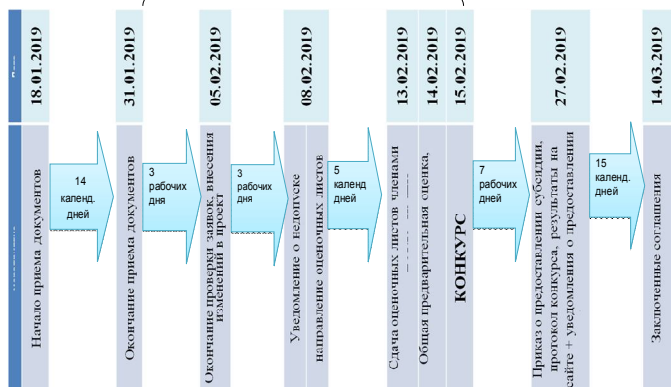 18.01.2019
31.01.2019
05.02.2019
08.02.2019
13.02.2019
14.02.2019
15.02.2019
27.02.2019
14.03.2019
Начало приема документов
14
календ.
дней
Окончание приема документов
3
рабочих
дня
Окончание проверки заявок, внесения
изменений в проект
3
рабочих
дня
Уведомление о недопуске
направление оценочных листов
5
календ
дней
Сдача оценочных листов членами
Общая предварительная оценка,
КОНКУРС
7
рабочих
дней
Приказ о предоставлении субсидии,
протокол конкурса, результаты на
сайте + уведомления о предоставлении
15
календ.
дней
Заключенные соглашения